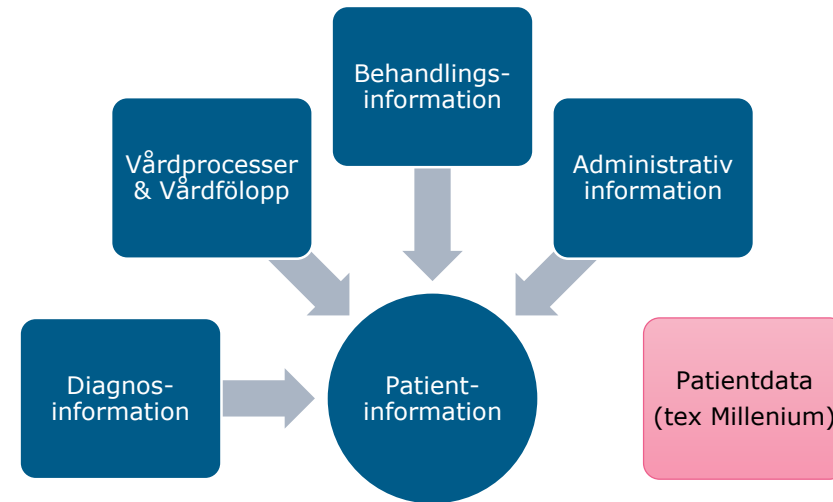 Behandlings-
information
Vårdprocesser
& Vårdfölopp
Administrativ
information
Diagnos-
information
Patient-
information
Patientdata
(tex Millenium)